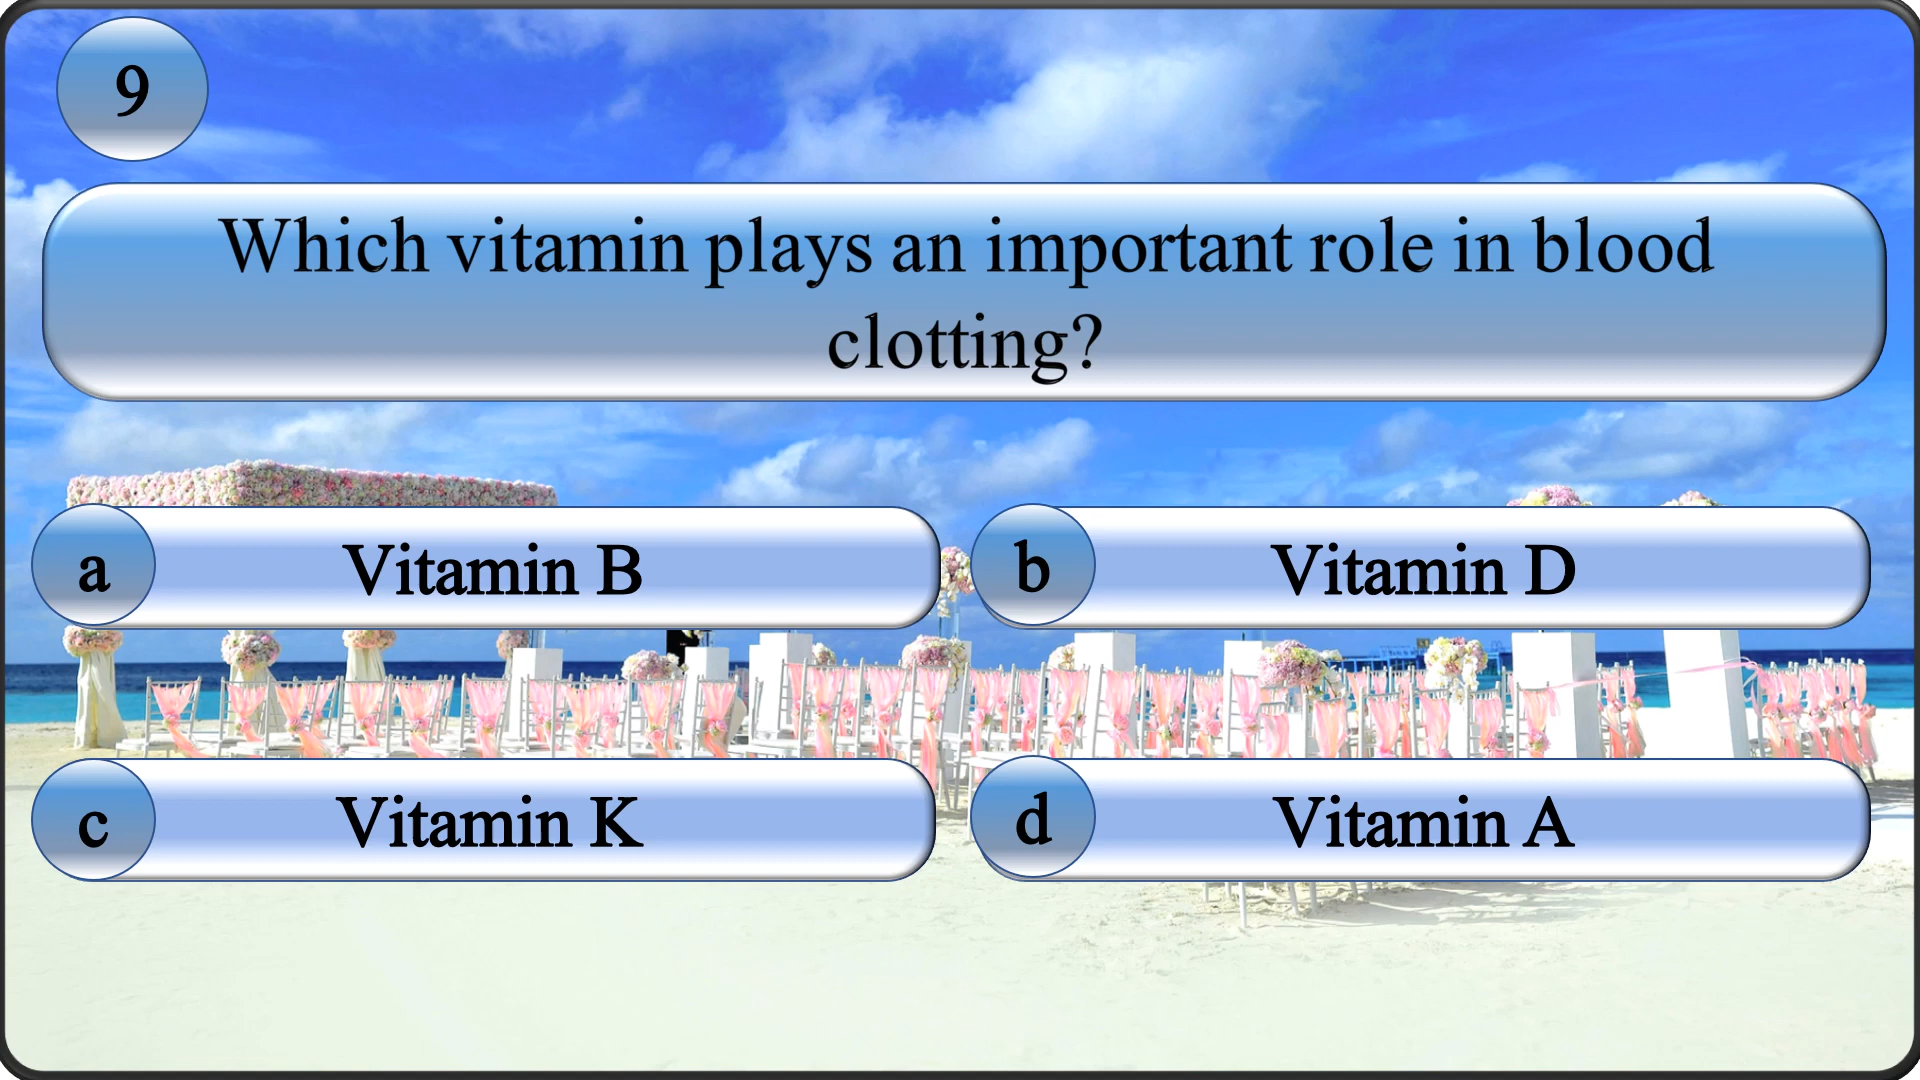 9
Which vitamin plays an important role in blood
clotting?
a
Vitamin B
b
Vitamin D
c
Vitamin K
d
Vitamin A